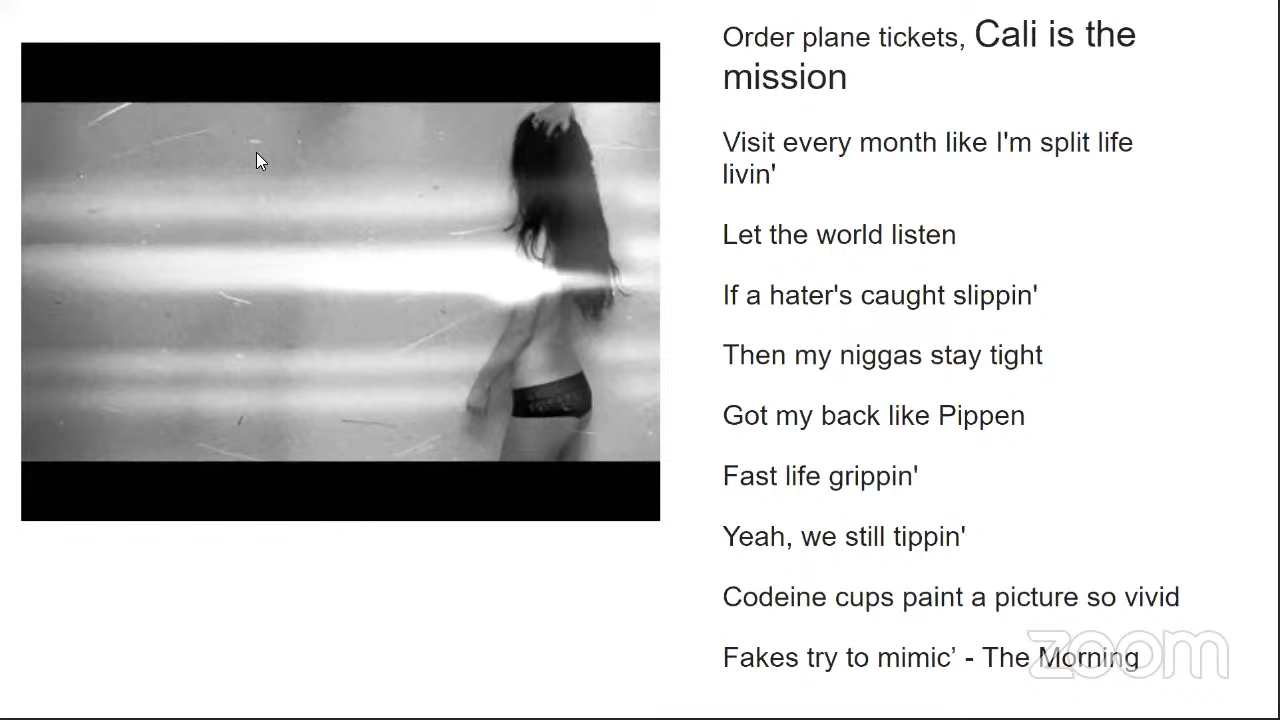 Order plane tickets, Cali is the
mission
Visit every month like I'm split life
livin'
Let the world listen
If a hater's caught slippin'
Then my niggas stay tight
Got my back like Pippen
Fast life grippin'
Yeah, we still tippin'
Codeine cups paint a picture so vivid
Fakes try to mimic’ - The Morning
zoom